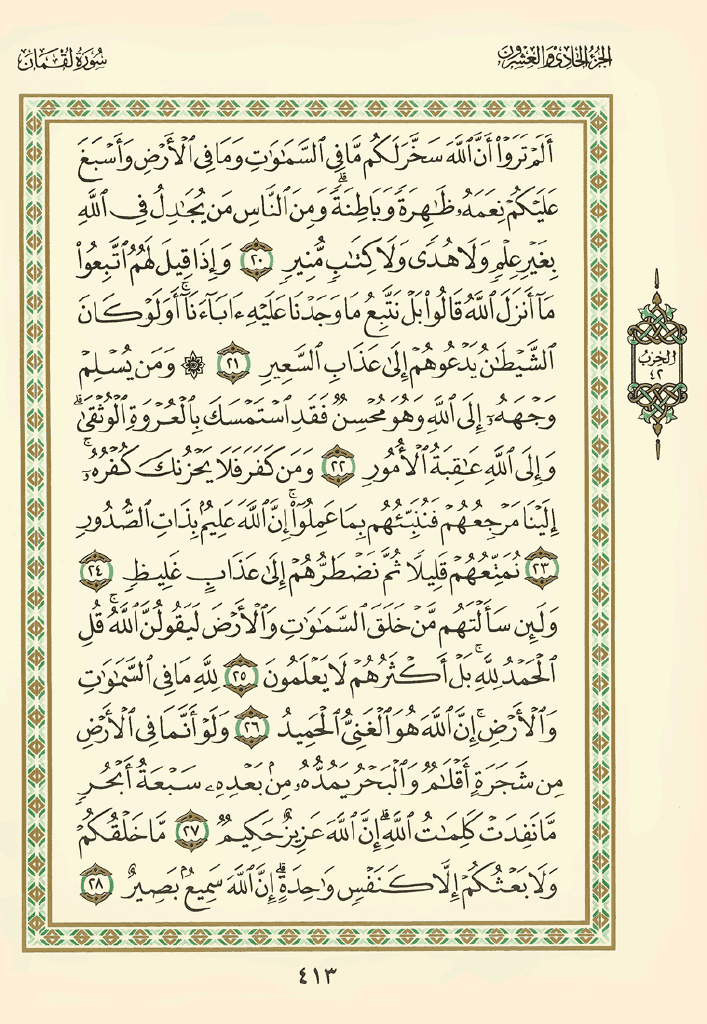 الجزء الحادي والعشرون
سورة لقمان
أَلَمْ تَرَوْا۟ أَنَّ ٱللَّهَ سَخَّرَ لَكُم مَّا فِى ٱلسَّمَٰوَٰتِ وَمَا فِى ٱلْأَرْضِ وَأَسْبَغَ
عَلَيْكُمْ نِعَمَهُۥ ظَٰهِرَةً وَبَاطِنَةً ۗ وَمِنَ ٱلنَّاسِ مَن يُجَٰدِلُ فِى ٱللَّهِ
بِغَيْرِ عِلْمٍ وَلَا هُدًى وَلَا كِتَٰبٍ مُّنِيرٍ ٢٠ وَإِذَا قِيلَ لَهُمُ ٱتَّبِعُوا۟
مَآ أَنزَلَ ٱللَّهُ قَالُوا۟ بَلْ نَتَّبِعُ مَا وَجَدْنَا عَلَيْهِ ءَابَآءَنَآ ۚ أَوَلَوْ كَانَ
ٱلشَّيْطَٰنُ يَدْعُوهُمْ إِلَىٰ عَذَابِ ٱلسَّعِيرِ ٢١ ۞ وَمَن يُسْلِمْ
وَجْهَهُۥٓ إِلَى ٱللَّهِ وَهُوَ مُحْسِنٌ فَقَدِ ٱسْتَمْسَكَ بِٱلْعُرْوَةِ ٱلْوُثْقَىٰ ۗ
وَإِلَى ٱللَّهِ عَٰقِبَةُ ٱلْأُمُورِ ٢٢ وَمَن كَفَرَ فَلَا يَحْزُنكَ كُفْرُهُۥٓ ۚ
إِلَيْنَا مَرْجِعُهُمْ فَنُنَبِّئُهُم بِمَا عَمِلُوٓا۟ ۚ إِنَّ ٱللَّهَ عَلِيمٌۢ بِذَاتِ ٱلصُّدُورِ
٢٣ نُمَتِّعُهُمْ قَلِيلًا ثُمَّ نَضْطَرُّهُمْ إِلَىٰ عَذَابٍ غَلِيظٍ ٢٤
وَلَئِن سَأَلْتَهُم مَّنْ خَلَقَ ٱلسَّمَٰوَٰتِ وَٱلْأَرْضَ لَيَقُولُنَّ ٱللَّهُ ۚ قُلِ
ٱلْحَمْدُ لِلَّهِ ۚ بَلْ أَكْثَرُهُمْ لَا يَعْلَمُونَ ٢٥ لِلَّهِ مَا فِى ٱلسَّمَٰوَٰتِ
وَٱلْأَرْضِ ۚ إِنَّ ٱللَّهَ هُوَ ٱلْغَنِىُّ ٱلْحَمِيدُ ٢٦ وَلَوْ أَنَّمَا فِى ٱلْأَرْضِ
مِن شَجَرَةٍ أَقْلَٰمٌ وَٱلْبَحْرُ يَمُدُّهُۥ مِنۢ بَعْدِهِۦ سَبْعَةُ أَبْحُرٍ
مَّا نَفِدَتْ كَلِمَٰتُ ٱللَّهِ ۗ إِنَّ ٱللَّهَ عَزِيزٌ حَكِيمٌ ٢٧ مَّا خَلْقُكُمْ
وَلَا بَعْثُكُمْ إِلَّا كَنَفْسٍ وَٰحِدَةٍ ۗ إِنَّ ٱللَّهَ سَمِيعٌۢ بَصِيرٌ ٢٨
الحزب
٤٢
٤١٣